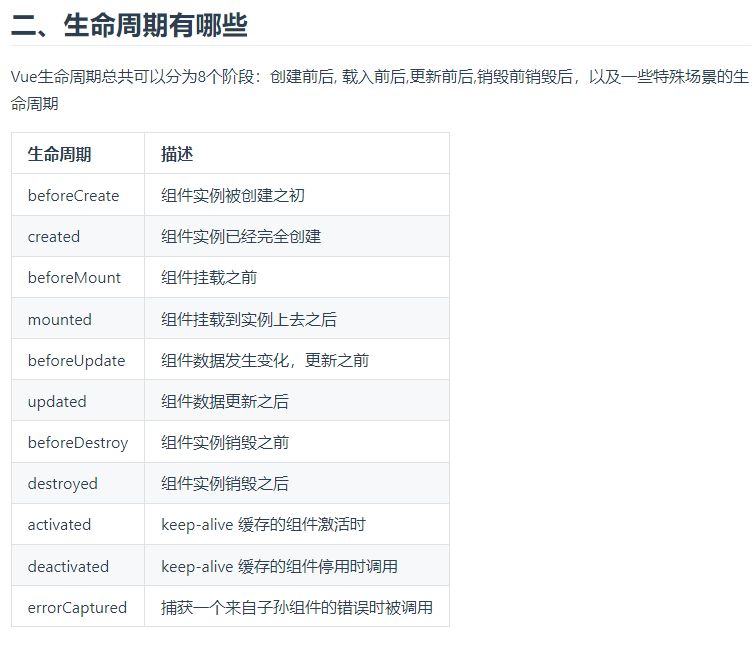 二、生命周期有哪些
Vue生命周期总共可以分为8个阶段：创建前后, 载入前后,更新前后,销毁前销毁后，以及一些特殊场景的生
命周期
生命周期 描述
beforeCreate 组件实例被创建之初
created 组件实例已经完全创建
beforeMount 组件挂载之前
mounted 组件挂载到实例上去之后
beforeUpdate 组件数据发生变化，更新之前
updated 组件数据更新之后
beforeDestroy 组件实例销毁之前
destroyed 组件实例销毁之后
activated keep-alive 缓存的组件激活时
deactivated keep-alive 缓存的组件停用时调用
errorCaptured 捕获一个来自子孙组件的错误时被调用